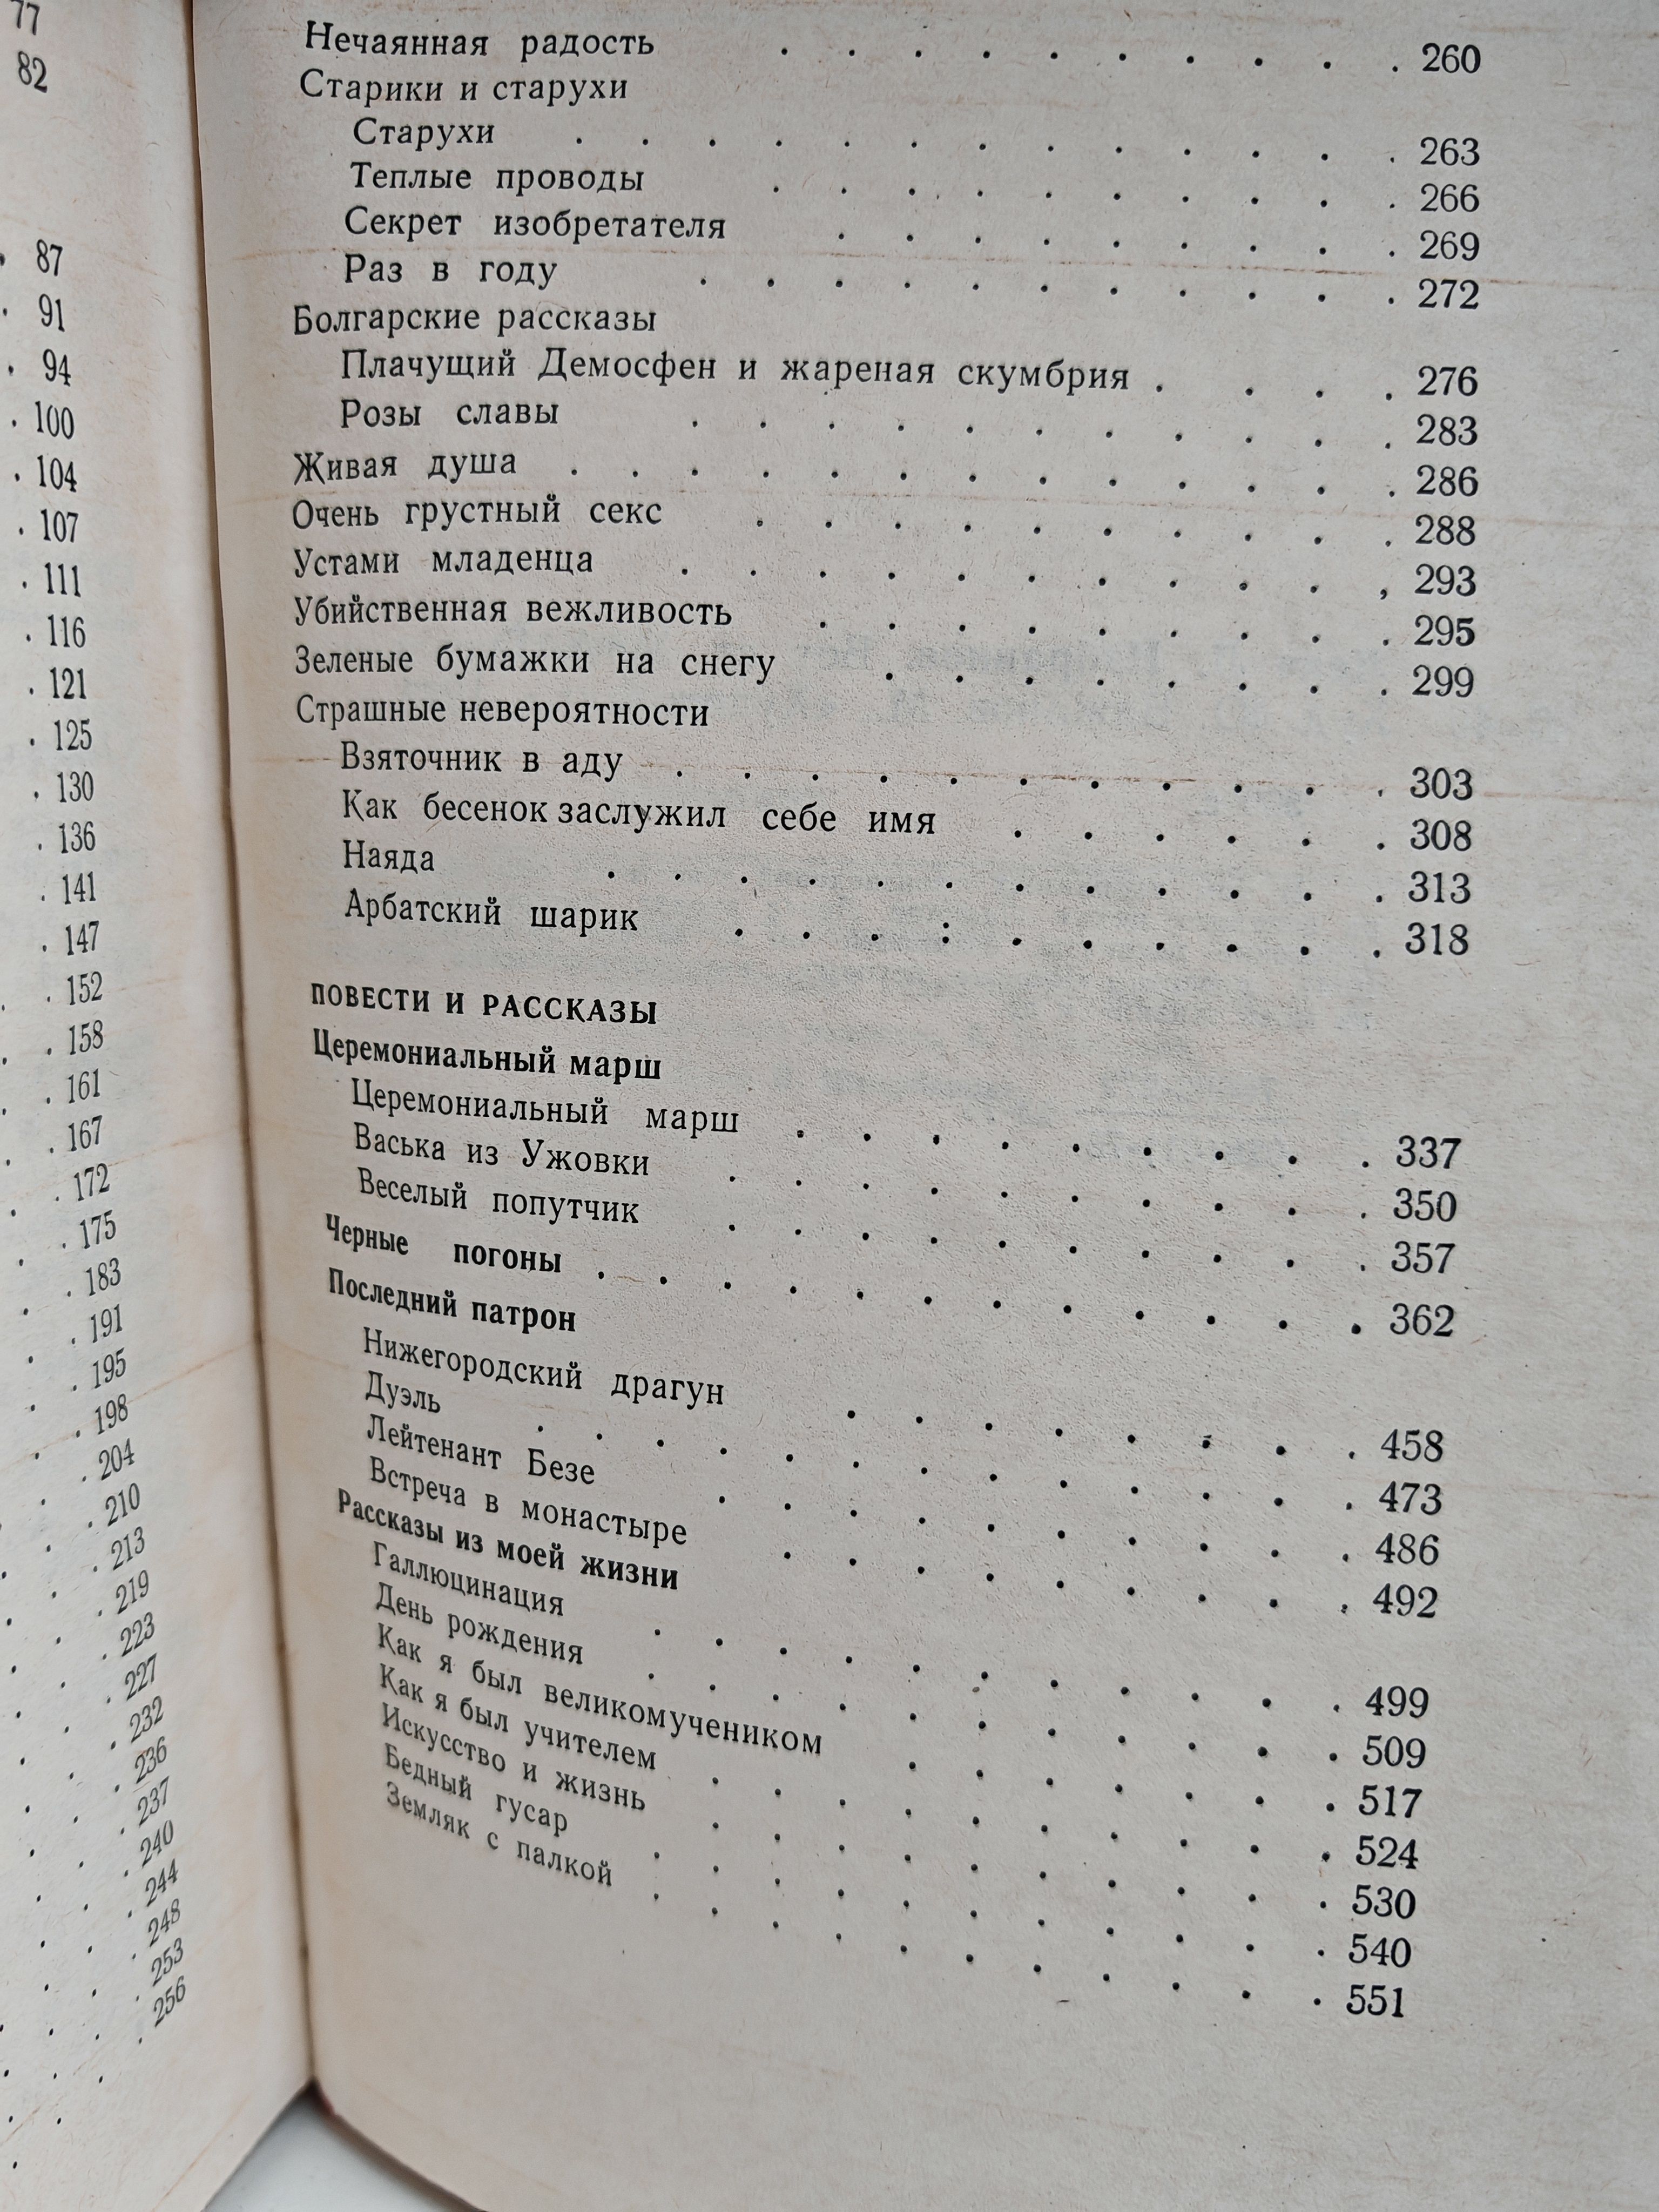 77
82
. 87
. 91
. 94
. 100
. 104
. 107
. 111
. 116
. 121
. 125
. 130
. 136
. 141
. 147
. 152
. 158
. 161
. 167
. 172
. 175
. 183
. 191
. 195
. 198
. 204
. 210
. 213
. 219
. 223
. 227
. 232
. 236
. 237
. 240
. 244
. 248
. 253
. 256
Нечаянная радость . . . . . . . . . . 260
Старики и старухи
Старухи . . . . . . . . . . . . . 263
Теплые проводы . . . . . . . . . . 266
Секрет изобретателя . . . . . . . . . 269
Раз в году . . . . . . . . . . . 272
Болгарские рассказы
Плачущий Демосфен и жареная скумбрия . . . . 276
Розы славы . . . . . . . . . . . 283
Живая душа . . . . . . . . . . . . . 286
Очень грустный секс . . . . . . . . . . 288
Устами младенца . . . . . . . . . . . 293
Убийственная вежливость . . . . . . . . . 295
Зеленые бумажки на снегу . . . . . . . . 299
Страшные невероятности
Взяточник в аду . . . . . . . . . . . 303
Как бесенок заслужил себе имя . . . . . . 308
Наяда . . . . . . . . . . . . 313
Арбатский шарик . . . . . . . . . . 318
ПОВЕСТИ И РАССКАЗЫ
Церемониальный марш
Церемониальный марш . . . . . . . . . 337
Васька из Ужовки . . . . . . . . . . 350
Веселый попутчик . . . . . . . . . . 357
Черные погоны . . . . . . . . . . . . 362
Последний патрон
Нижегородский драгун . . . . . . . . 458
Дуэль . . . . . . . . . . . . . 473
Лейтенант Безе . . . . . . . . . . 486
Встреча в монастыре . . . . . . . . . 492
Рассказы из моей жизни
Галлюцинация . . . . . . . . . . . 499
День рождения . . . . . . . . . . . 509
Как я был великомучеником . . . . . . . 517
Как я был учителем . . . . . . . . . . 524
Искусство и жизнь . . . . . . . . . . 530
Бедный гусар . . . . . . . . . . . 540
Земляк с палкой . . . . . . . . . . . 551